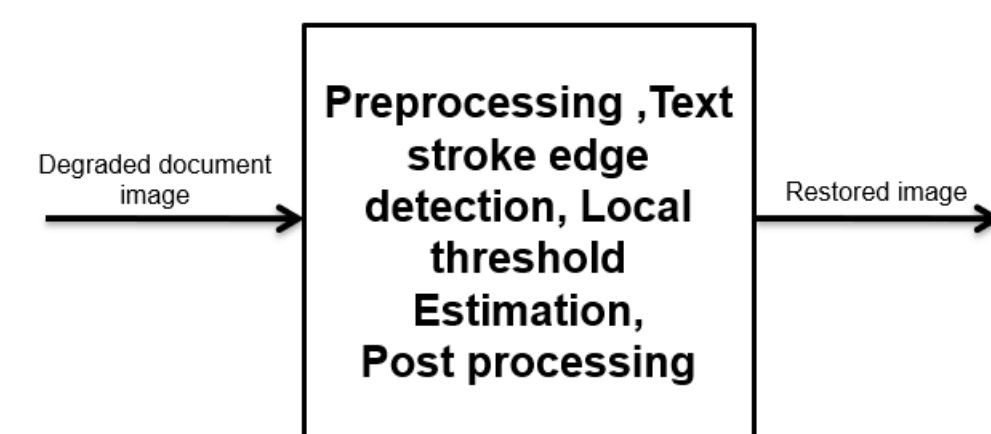 Degraded document
image
Preprocessing ,Text
stroke edge
detection, Local
threshold
Estimation,
Post processing
Restored image